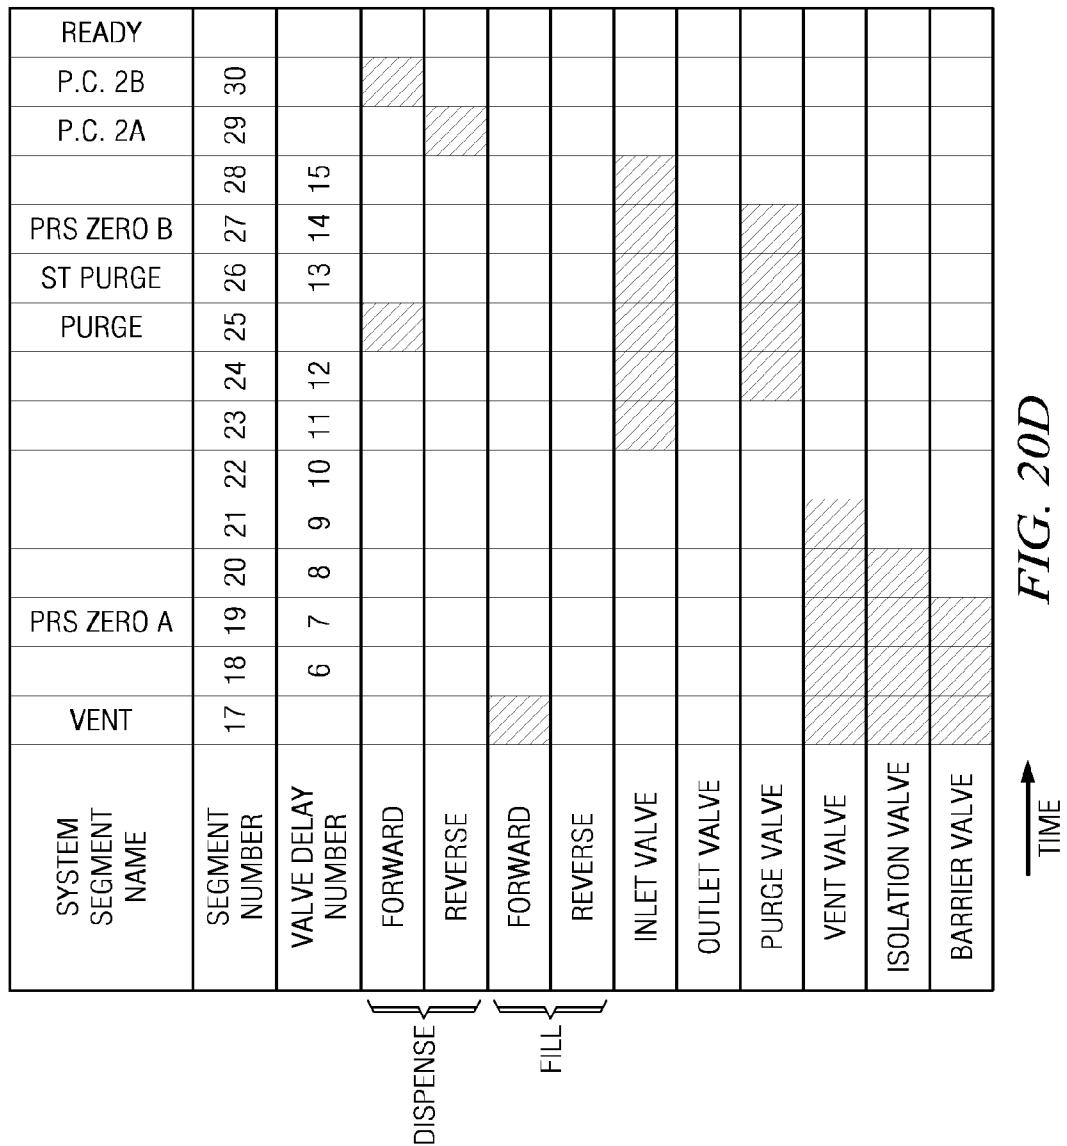 SYSTEM
SEGMENT
NAME
VENT
PRS ZERO A
PURGE
ST PURGE
PRS ZERO B
P.C. 2A
P.C. 2B
READY
SEGMENT
NUMBER
17 18 19 20 21 22 23 24 25 26 27 28 29 30
VALVE DELAY
NUMBER
6 7 8 9 10 11 12 13 14 15
DISPENSE
FORWARD
REVERSE
FILL
FORWARD
REVERSE
INLET VALVE
OUTLET VALVE
PURGE VALVE
VENT VALVE
ISOLATION VALVE
BARRIER VALVE
TIME
FIG. 20D